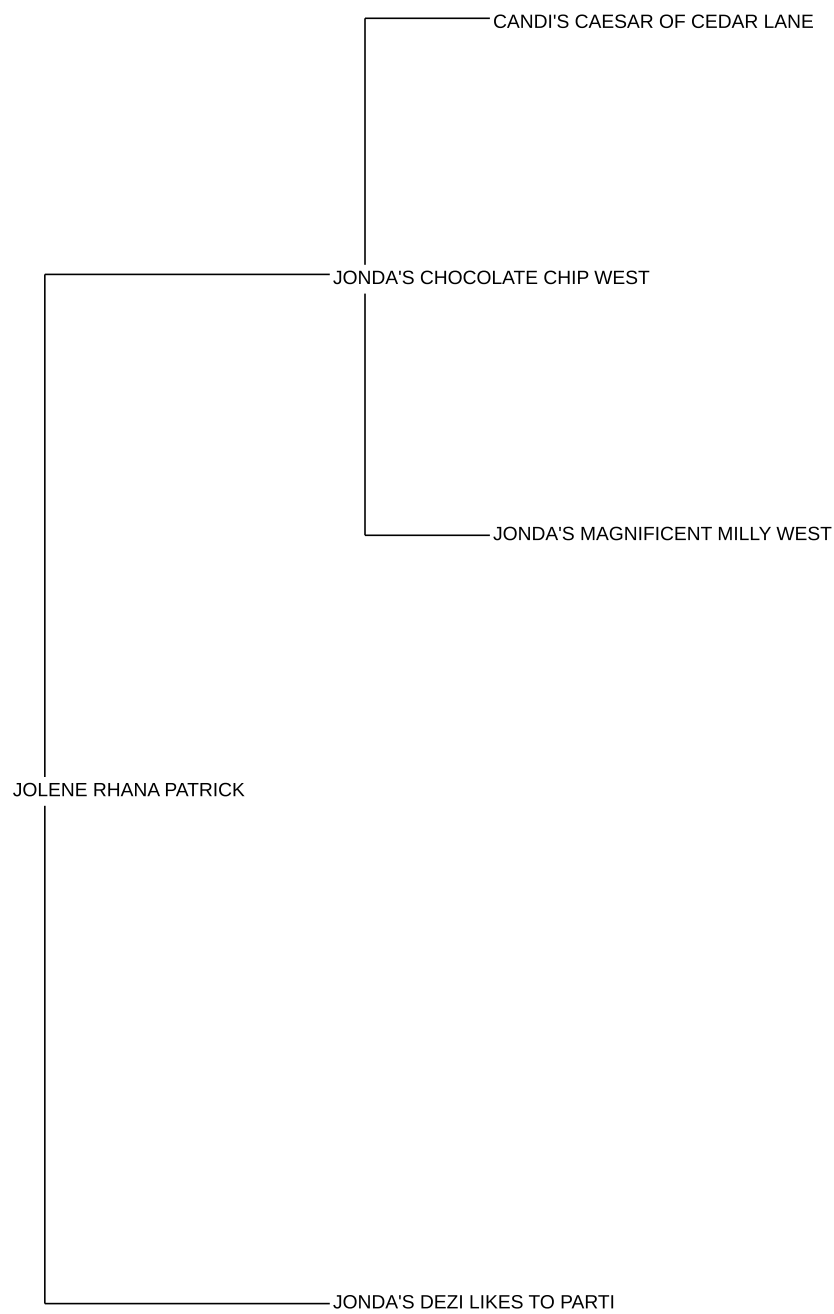 CANDI'S CAESAR OF CEDAR LANE
JONDA'S CHOCOLATE CHIP WEST
JONDA'S MAGNIFICENT MILLY WEST
JOLENE RHANA PATRICK
JONDA'S DEZI LIKES TO PARTI